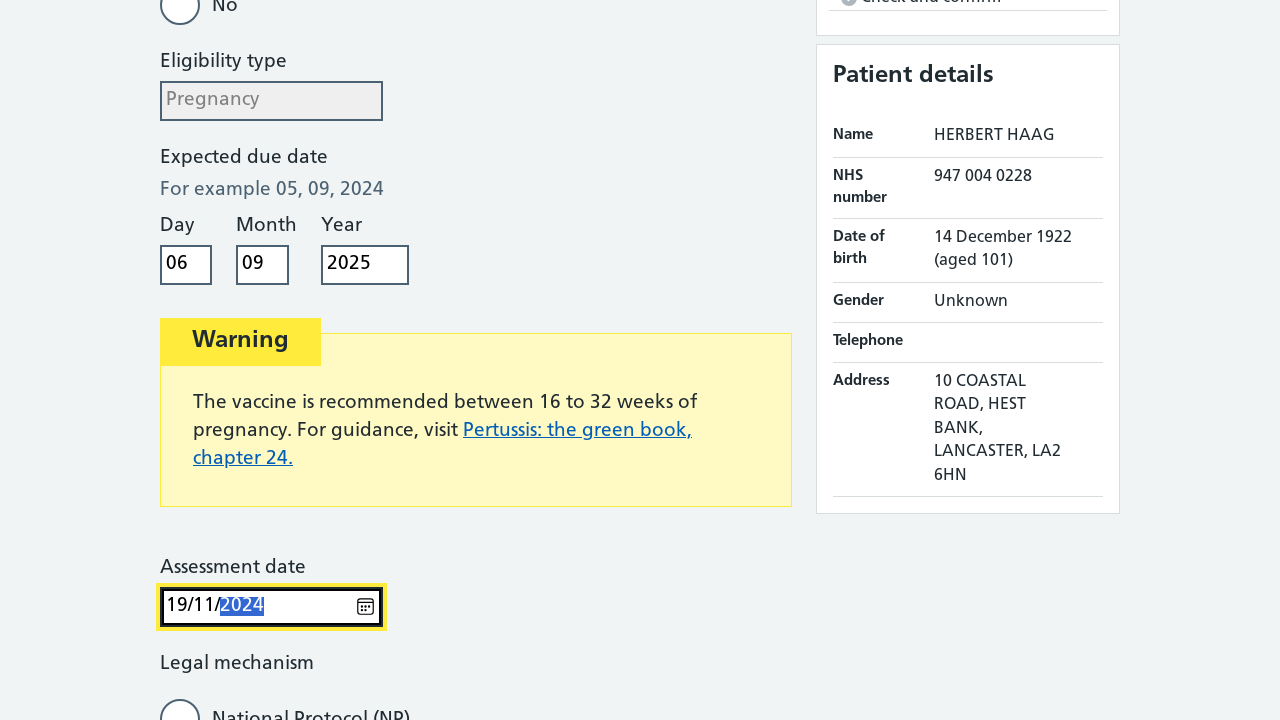 No
Eligibility type
Pregnancy
Expected due date
For example 05, 09, 2024
Day Month Year
06 09 2025
Warning
The vaccine is recommended between 16 to 32 weeks of
pregnancy. For guidance, visit Pertussis: the green book,
chapter 24.
Assessment date
19/11/2024
Legal mechanism
National Protocol (NP)
Check and confirm
Patient details
Name HERBERT HAAG
NHS number 947 004 0228
Date of birth 14 December 1922
(aged 101)
Gender Unknown
Telephone
Address 10 COASTAL
ROAD, HEST
BANK,
LANCASTER, LA2
6HN